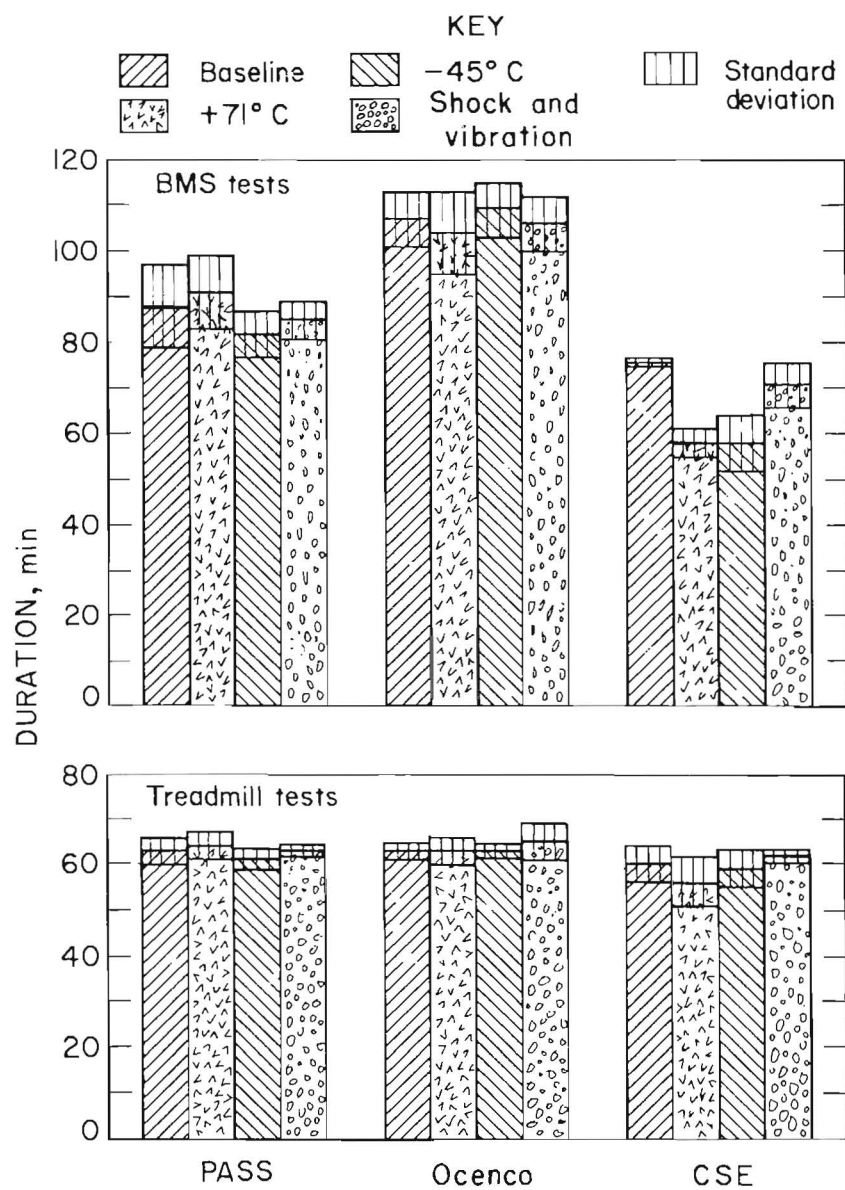 KEY
Baseline
−45° C
Standard deviation
+71° C
Shock and vibration
DURATION, min
120
BMS tests
100
80
60
40
20
0
80
Treadmill tests
60
40
20
0
PASS Ocenco CSE